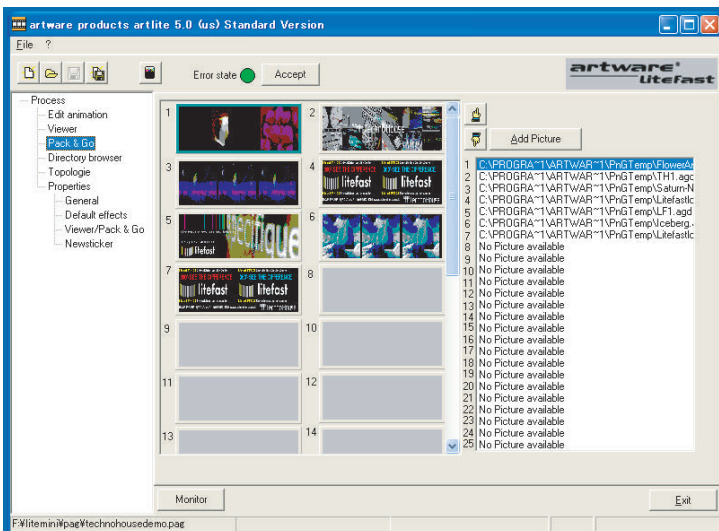 artware products artlite 5.0 (us) Standard Version
File ?
Error state
Accept
artware
litefast
Process
Edit animation
Viewer
Pack & Go
Directory browser
Topologie
Properties
General
Default effects
Viewer/Pack & Go
Newsticker
1
2
3
4
litefast
5
litefast
6
7
litefast litefast
8
9
10
11
12
13
14
Add Picture
1 C:\PROGRA~1\ARTWAR~1\PnGTemp\FlowerAr
2 C:\PROGRA~1\ARTWAR~1\PnGTemp\TH1.agd
3 C:\PROGRA~1\ARTWAR~1\PnGTemp\Saturn-N
4 C:\PROGRA~1\ARTWAR~1\PnGTemp\Litefastlc
5 C:\PROGRA~1\ARTWAR~1\PnGTemp\LF1.agd
6 C:\PROGRA~1\ARTWAR~1\PnGTemp\Iceberg.
7 C:\PROGRA~1\ARTWAR~1\PnGTemp\Litefastlc
8 No Picture available
9 No Picture available
10 No Picture available
11 No Picture available
12 No Picture available
13 No Picture available
14 No Picture available
15 No Picture available
16 No Picture available
17 No Picture available
18 No Picture available
19 No Picture available
20 No Picture available
21 No Picture available
22 No Picture available
23 No Picture available
24 No Picture available
25 No Picture available
Monitor
Exit
F:¥litemini¥pag¥technohousedemo.pag